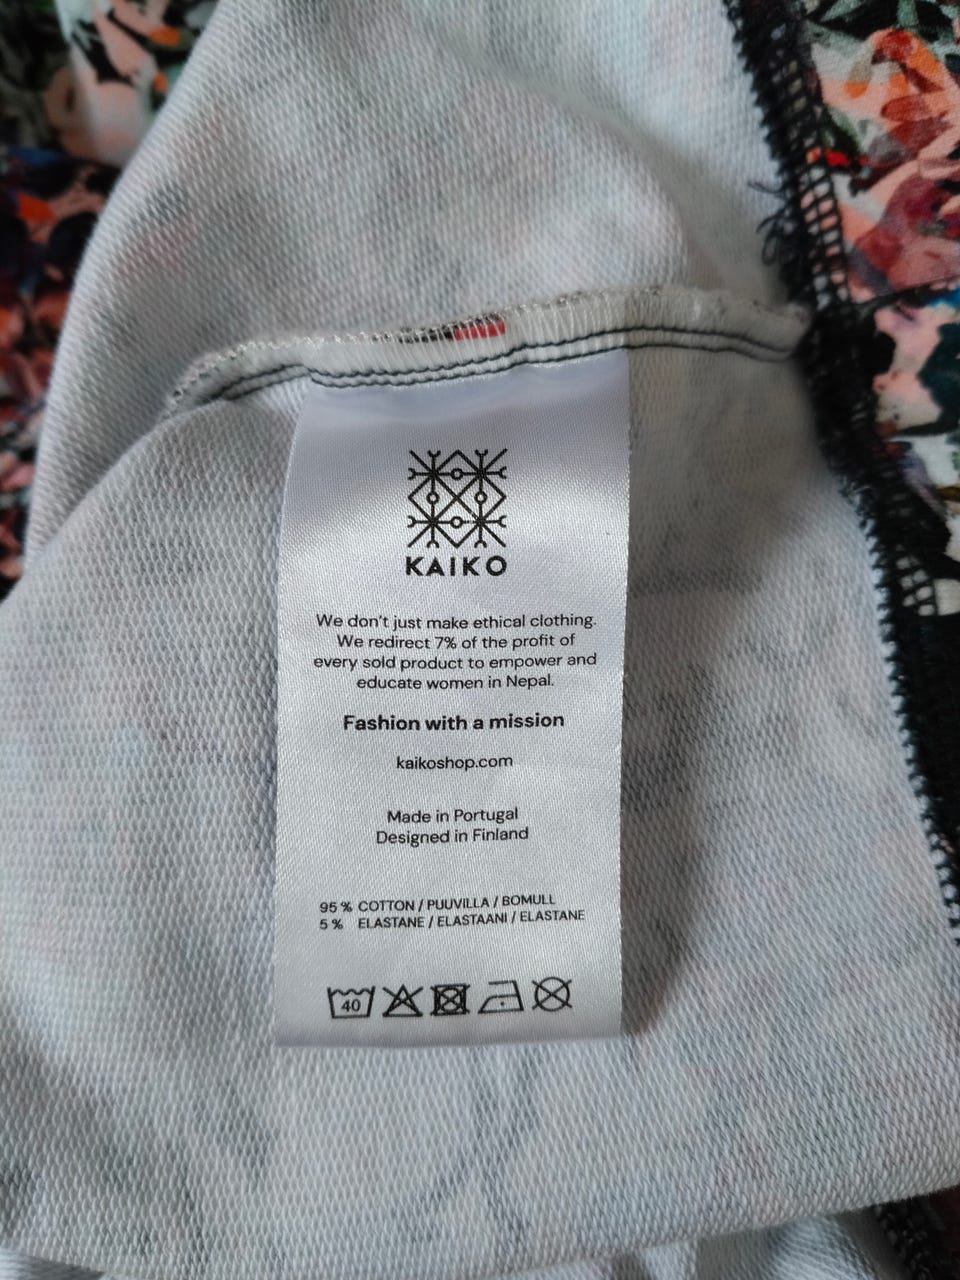 KAIKO
We don't just make ethical clothing.
We redirect 7% of the profit of
every sold product to empower and
educate women in Nepal.
Fashion with a mission
kaikoshop.com
Made in Portugal
Designed in Finland
95 % COTTON / PUUVILLA / BOMULL
5 % ELASTANE / ELASTAANI / ELASTANE
40